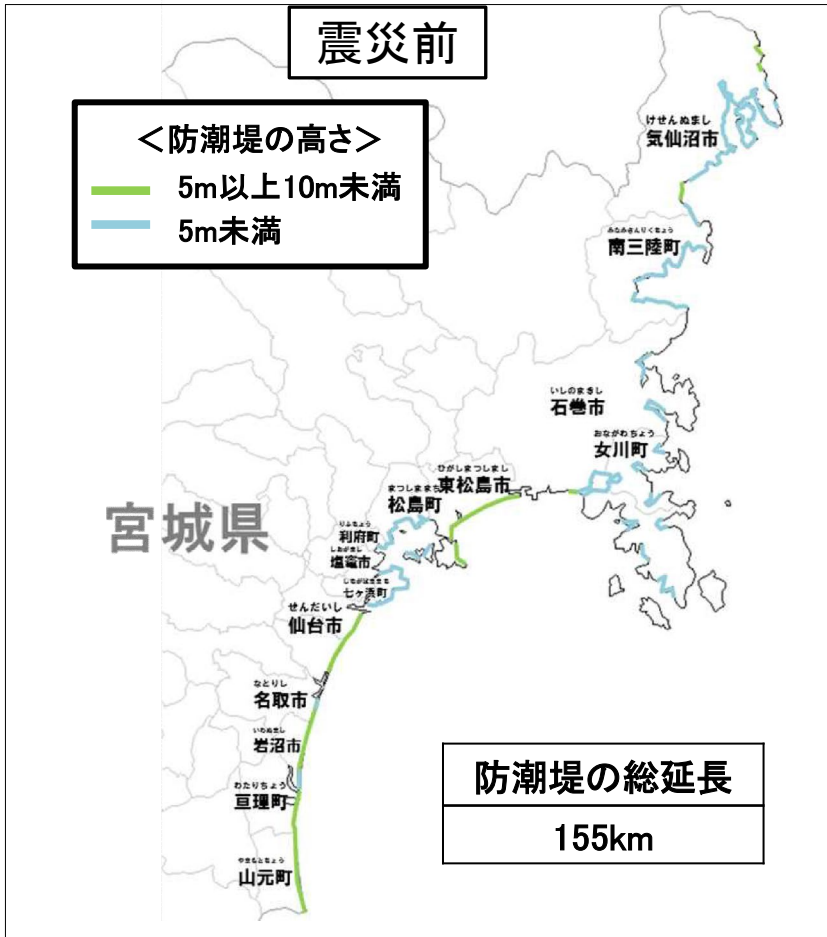 震災前
＜防潮堤の高さ＞
5m以上10m未満
5m未満
けせんぬまし
気仙沼市
みなみさんりくちょう
南三陸町
いしのまきし
石巻市
おながわちょう
女川町
ひがしまつしまし
東松島市
まつしままち
松島町
りふちょう
利府町
しおがまし
塩竈市
しちがはままち
七ヶ浜町
宮城県
せんだいし
仙台市
なとりし
名取市
いわぬまし
岩沼市
わたりちょう
亘理町
やまもとちょう
山元町
防潮堤の総延長
155km